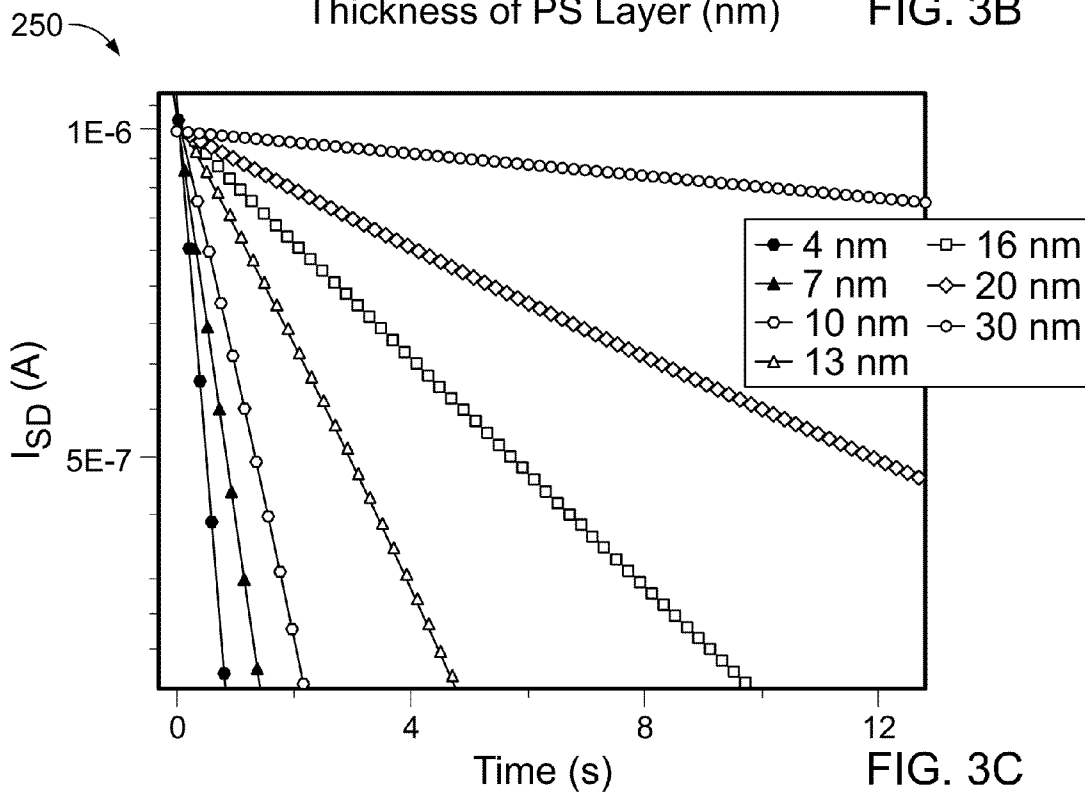 Thickness of PS Layer (nm) FIG. 3B
250
1E-6
5E-7
I_SD (A)
4 nm 16 nm
7 nm 20 nm
10 nm 30 nm
13 nm
0 4 8 12
Time (s) FIG. 3C